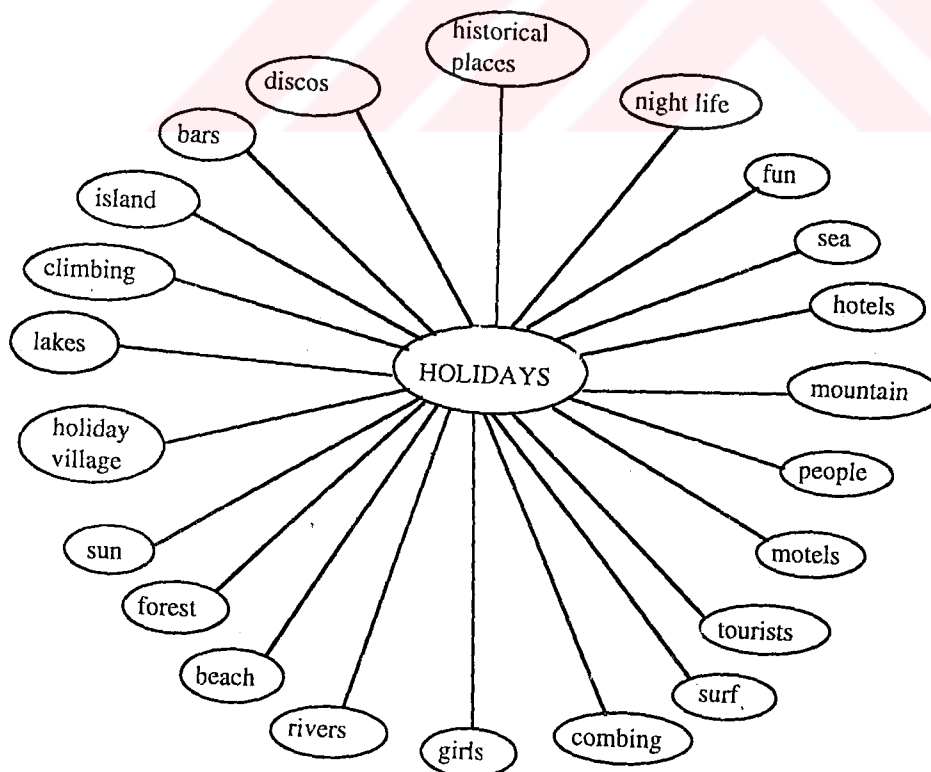 historical
places
discos
night life
bars
fun
island
sea
climbing
hotels
lakes
HOLIDAYS
mountain
holiday
village
people
sun
motels
forest
tourists
beach
surf
rivers
combing
girls